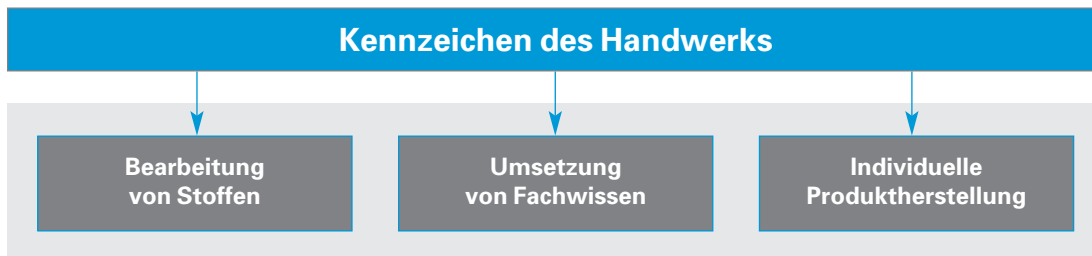 Kennzeichen des Handwerks
Bearbeitung
von Stoffen
Umsetzung
von Fachwissen
Individuelle
Produktherstellung